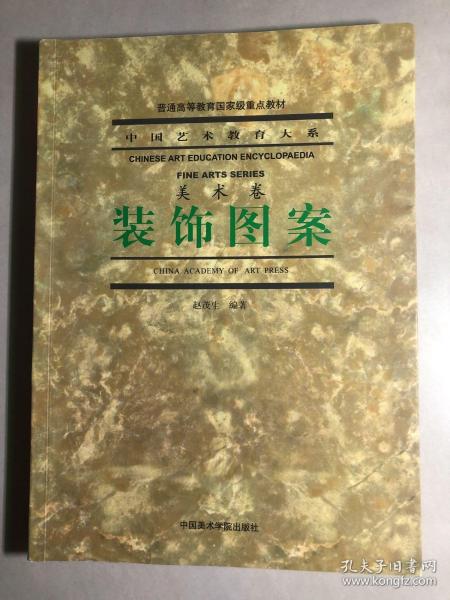 普通高等教育国家级重点教材
中国艺术教育大系
CHINESE ART EDUCATION ENCYCLOPAEDIA
FINE ARTS SERIES
美术卷
装饰图案
CHINA ACADEMY OF ART PRESS
赵茂生 编著
中国美术学院出版社
孔夫子旧书网
www.kongfz.com